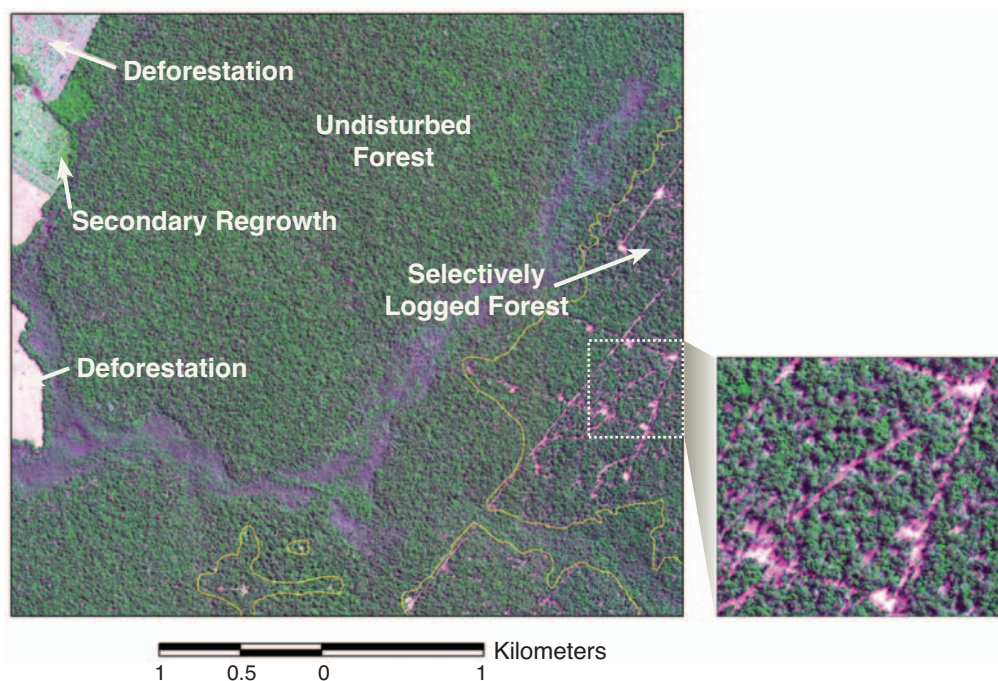 Deforestation
Undisturbed
Forest
Secondary Regrowth
Selectively
Logged Forest
Deforestation
Kilometers
1 0.5 0 1